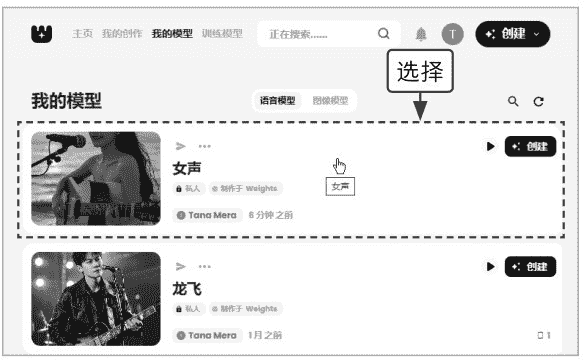 主页 我的创作 我的模型 训练模型 正在搜索...... T 创建
选择
我的模型 语言模型 图像模型
女声 创建
私人 制作于 Weights
女声
Tana Mera 6 分钟之前
龙飞 创建
私人 制作于 Weights
Tana Mera 1月之前 1